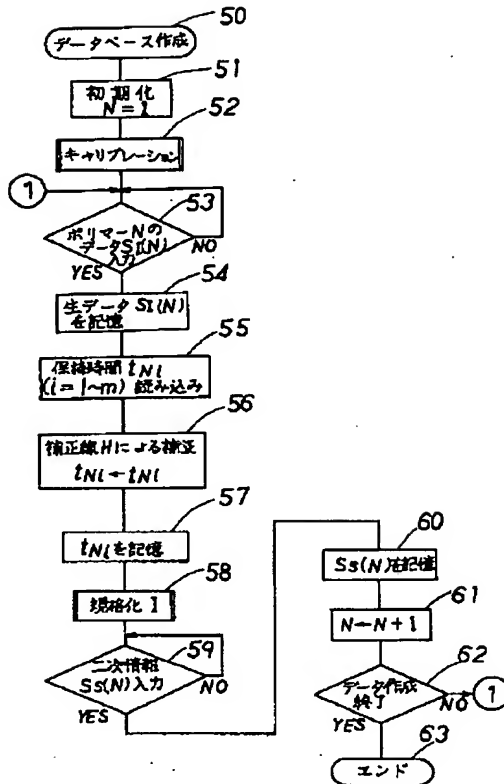 50
データベース作成
51
初期化
N=1
52
キャリブレーション
1
53
ポリマーNの
データSI(N)
入力
NO
YES
54
生データ SI(N)
を記憶
55
保持時間 tNi
(i=1~m) 読み込み
56
補正線Hによる補正
tNi←tNi
57
tNiを記憶
58
規格化 1
59
二次情報
Ss(N)入力
NO
YES
60
Ss(N)を記憶
61
N←N+1
62
データ作成
終了
NO
1
YES
63
エンド